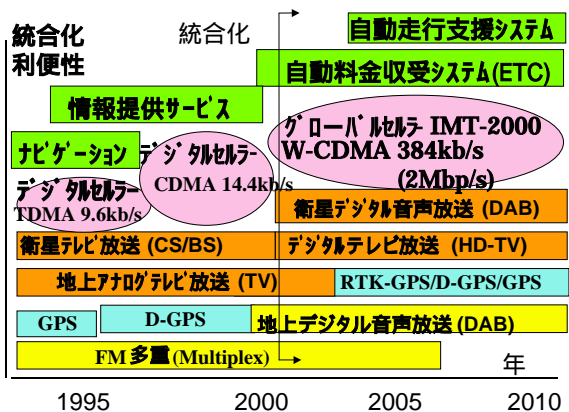 統合化
利便性
統合化
自動走行支援システム
自動料金収受システム(ETC)
情報提供サービス
グローバルセルラ IMT-2000
W-CDMA 384kb/s
(2Mbp/s)
ナビゲーション
デジタルセルラー
CDMA 14.4kb/s
デジタルセルラー
TDMA 9.6kb/s
衛星デジタル音声放送 (DAB)
衛星テレビ放送 (CS/BS)
デジタルテレビ放送 (HD-TV)
地上アナログテレビ放送 (TV)
RTK-GPS/D-GPS/GPS
GPS
D-GPS
地上デジタル音声放送 (DAB)
FM 多重(Multiplex)
年
1995
2000
2005
2010